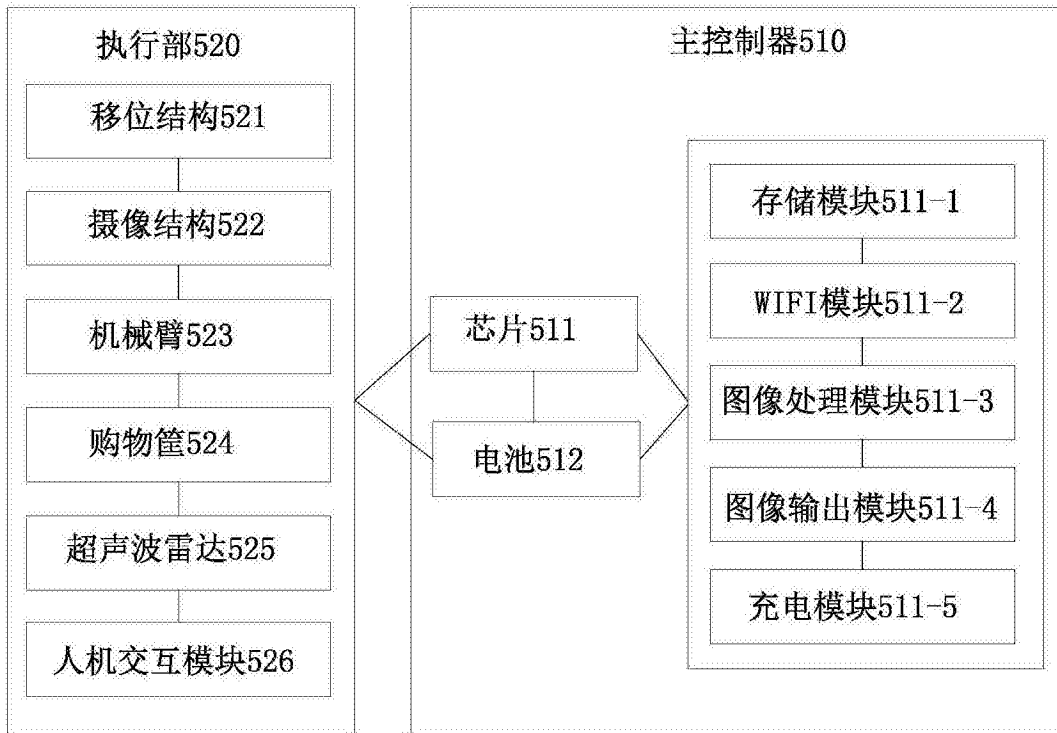 执行部520
移位结构521
摄像结构522
机械臂523
购物筐524
超声波雷达525
人机交互模块526
主控制器510
芯片511
电池512
存储模块511-1
WIFI模块511-2
图像处理模块511-3
图像输出模块511-4
充电模块511-5